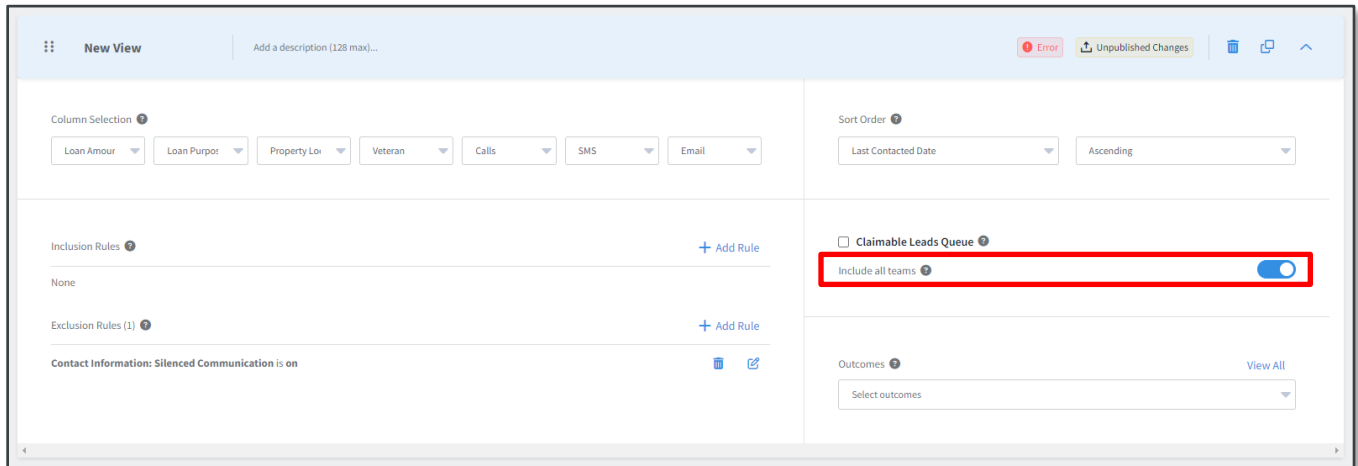 New View
Add a description (128 max)...
Error
Unpublished Changes
Column Selection
Loan Amour
Loan Purpos
Property Loc
Veteran
Calls
SMS
Email
Sort Order
Last Contacted Date
Ascending
Inclusion Rules
+ Add Rule
None
Exclusion Rules (1)
+ Add Rule
Contact Information: Silenced Communication is on
Claimable Leads Queue
Include all teams
Outcomes
View All
Select outcomes